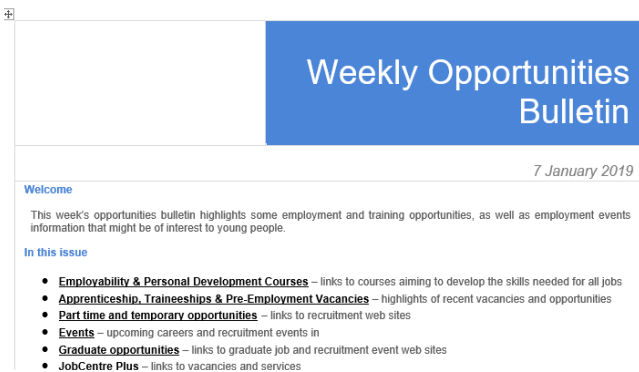 Weekly Opportunities
Bulletin
7 January 2019
Welcome
This week's opportunities bulletin highlights some employment and training opportunities, as well as employment events
information that might be of interest to young people.
In this issue
• Employability & Personal Development Courses – links to courses aiming to develop the skills needed for all jobs
• Apprenticeship, Traineeships & Pre-Employment Vacancies – highlights of recent vacancies and opportunities
• Part time and temporary opportunities – links to recruitment web sites
• Events – upcoming careers and recruitment events in
• Graduate opportunities – links to graduate job and recruitment event web sites
• JobCentre Plus – links to vacancies and services